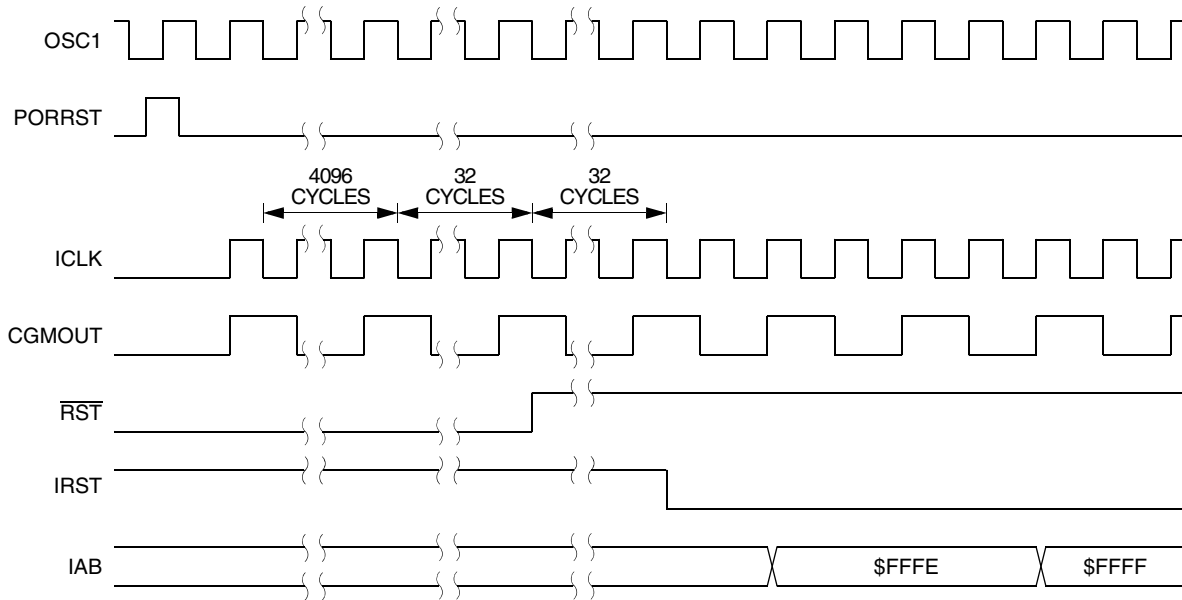 OSC1
PORRST
4096
CYCLES
32
CYCLES
32
CYCLES
ICLK
CGMOUT
RST
IRST
IAB
$FFFE
$FFFF